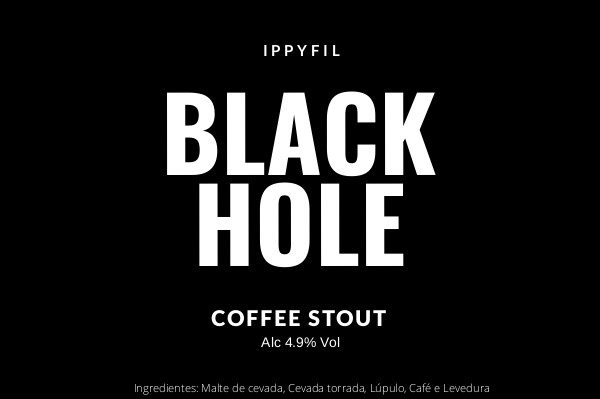 IPPYFIL
BLACK
HOLE
COFFEE STOUT
Alc 4.9% Vol
Ingredientes: Malte de cevada, Cevada torrada, Lúpulo, Café e Levedura